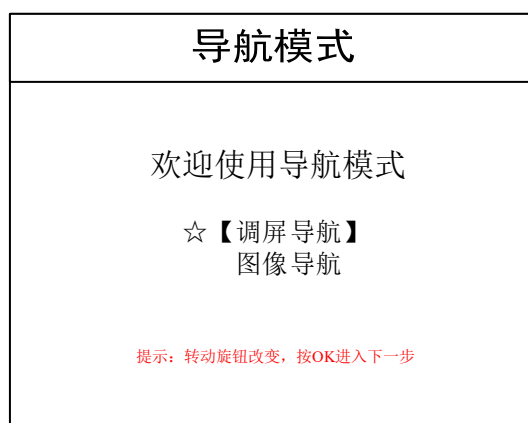 导航模式
欢迎使用导航模式
☆【调屏导航】
图像导航
提示：转动旋钮改变，按OK进入下一步